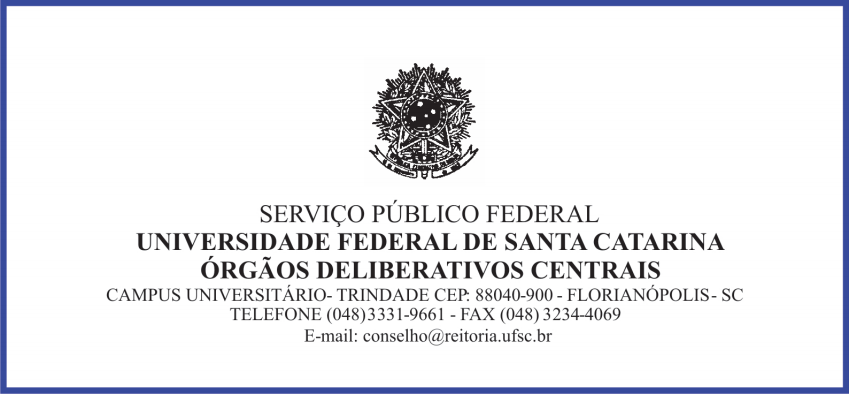 SERVIÇO PÚBLICO FEDERAL
UNIVERSIDADE FEDERAL DE SANTA CATARINA
ÓRGÃOS DELIBERATIVOS CENTRAIS
CAMPUS UNIVERSITÁRIO- TRINDADE CEP: 88040-900 - FLORIANÓPOLIS- SC
TELEFONE (048)3331-9661 - FAX (048) 3234-4069
E-mail: conselho@reitoria.ufsc.br